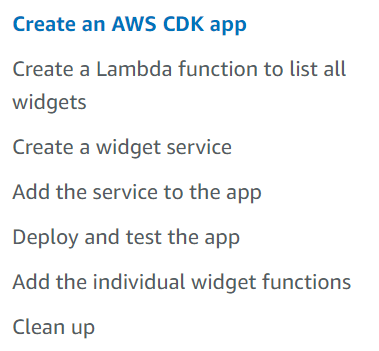 Create an AWS CDK app
Create a Lambda function to list all
widgets
Create a widget service
Add the service to the app
Deploy and test the app
Add the individual widget functions
Clean up